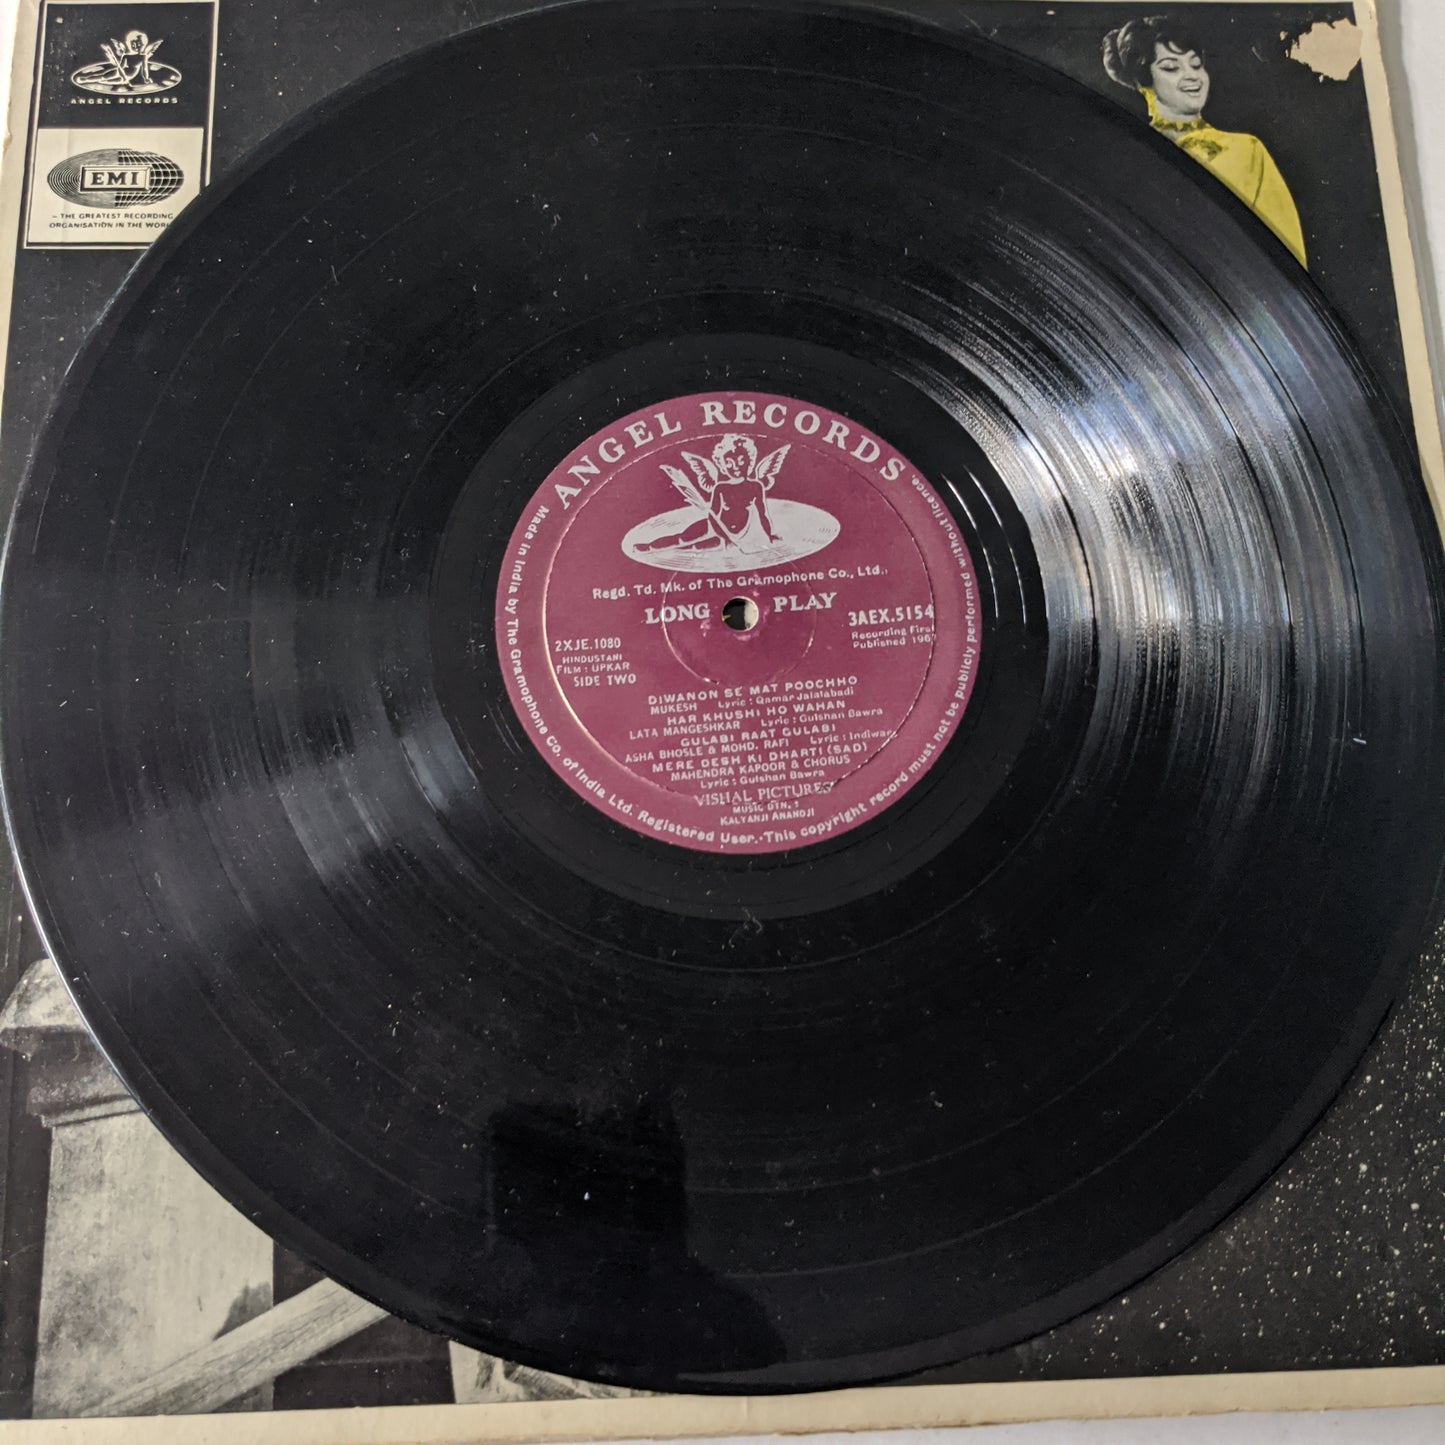 ANGEL RECORDS
EMI
— THE GREATEST RECORDING
ORGANISATION IN THE WORL
ANGEL RECORDS
Regd. Td. Mk. of The Gramophone Co., Ltd.
LONG PLAY
3AEX.5154
Recording First
Published 1967
2XJE.1080
HINDUSTANI
FILM : UPKAR
SIDE TWO
DIWANON SE MAT POOCHHO
MUKESH Lyric : Qamar Jalalabadi
HAR KHUSHI HO WAHAN
LATA MANGESHKAR Lyric : Gulshan Bawra
GULABI RAAT GULABI
ASHA BHOSLE & MOHD. RAFI Lyric : Indiwar
MERE DESH KI DHARTI (SAD)
MAHENDRA KAPOOR & CHORUS
Lyric : Gulshan Bawra
VISHAL PICTURES
MUSIC DTN. :
KALYANJI ANANDJI
Made in India by The Gramophone Co. of India Ltd. Registered User.·This copyright record must not be publicly performed without licence.